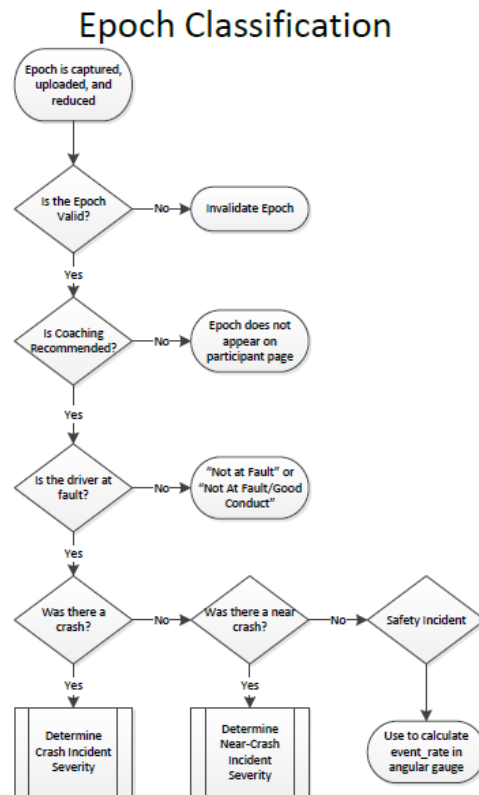 Epoch Classification
Epoch is captured,
uploaded, and
reduced
Is the Epoch
Valid?
No
Invalidate Epoch
Yes
Is Coaching
Recommended?
No
Epoch does not
appear on
participant page
Yes
Is the driver at
fault?
No
“Not at Fault” or
“Not At Fault/Good
Conduct”
Yes
Was there a
crash?
No
Was there a near
crash?
No
Safety Incident
Yes
Yes
Determine
Crash Incident
Severity
Determine
Near-Crash
Incident
Severity
Use to calculate
event_rate in
angular gauge